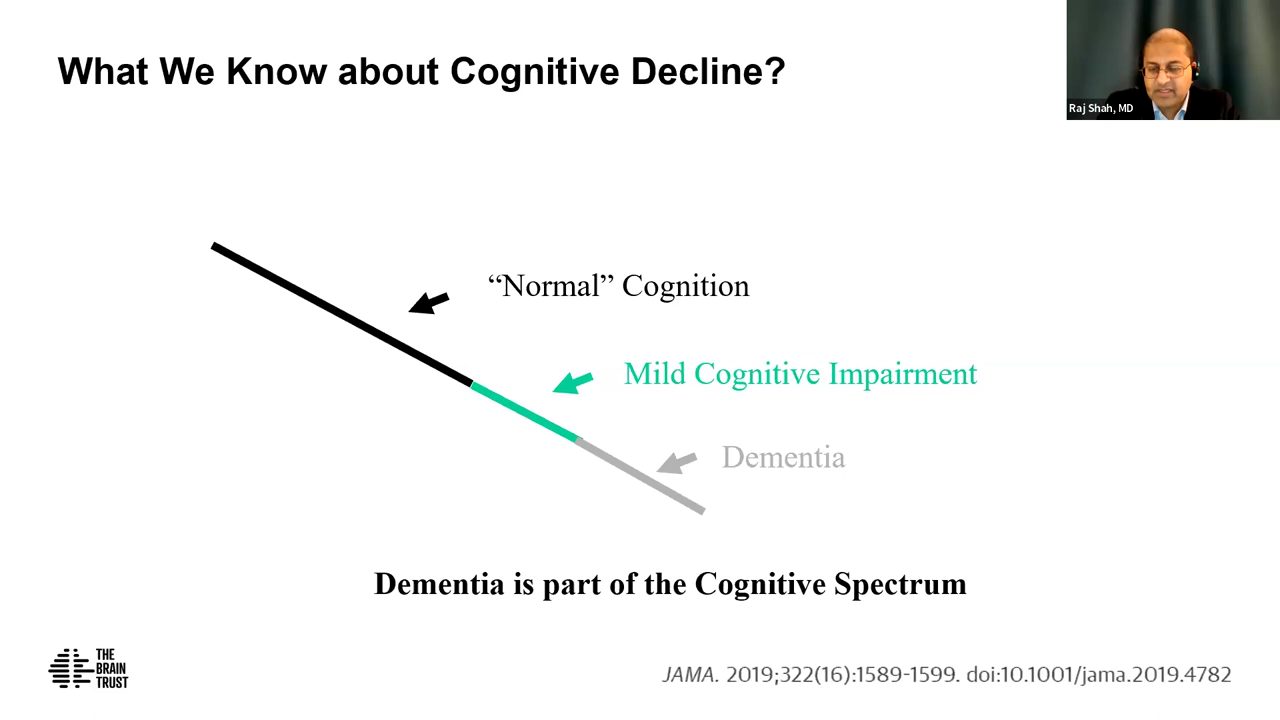 What We Know about Cognitive Decline?
Raj Shah, MD
“Normal” Cognition
Mild Cognitive Impairment
Dementia
Dementia is part of the Cognitive Spectrum
THE
BRAIN
TRUST
JAMA. 2019;322(16):1589-1599. doi:10.1001/jama.2019.4782